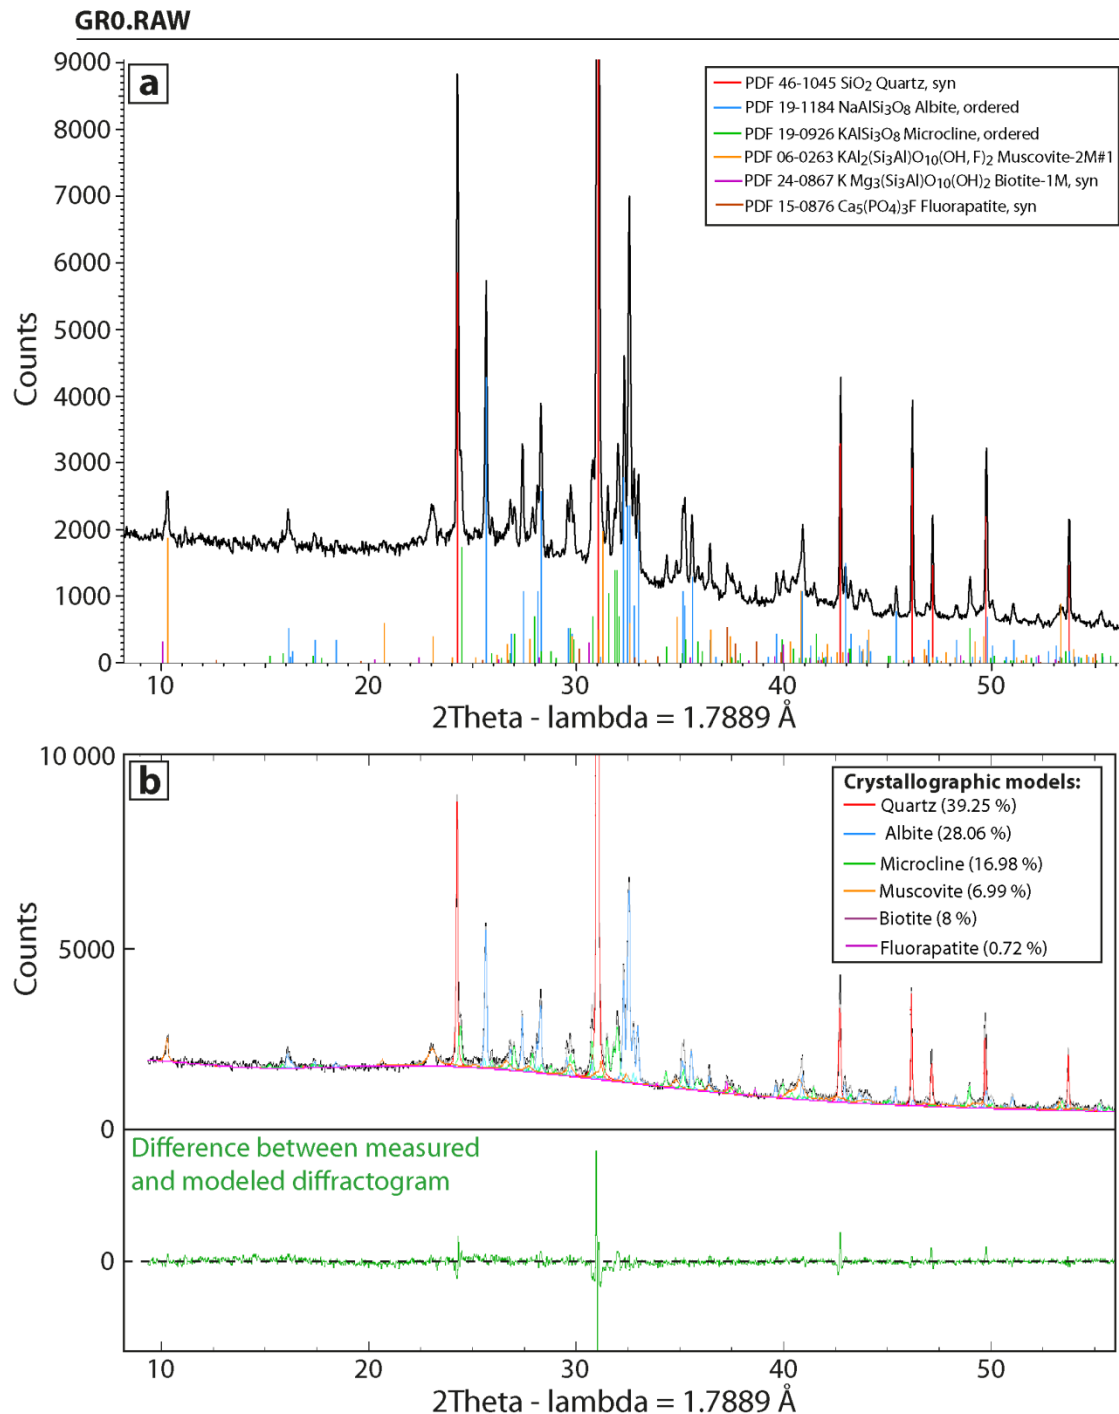 GR0.RAW
a
9000
8000
7000
6000
5000
4000
3000
2000
1000
0
Counts
PDF 46-1045 SiO₂ Quartz, syn
PDF 19-1184 NaAlSi₃O₈ Albite, ordered
PDF 19-0926 KAlSi₃O₈ Microcline, ordered
PDF 06-0263 KAl₂(Si₃Al)O₁₀(OH, F)₂ Muscovite-2M#1
PDF 24-0867 K Mg₃(Si₃Al)O₁₀(OH)₂ Biotite-1M, syn
PDF 15-0876 Ca₅(PO₄)₃F Fluorapatite, syn
10 20 30 40 50
2Theta - lambda = 1.7889 Å
b
10 000
5000
0
Counts
Crystallographic models:
Quartz (39.25 %)
Albite (28.06 %)
Microcline (16.98 %)
Muscovite (6.99 %)
Biotite (8 %)
Fluorapatite (0.72 %)
Difference between measured
and modeled diffractogram
0
10 20 30 40 50
2Theta - lambda = 1.7889 Å